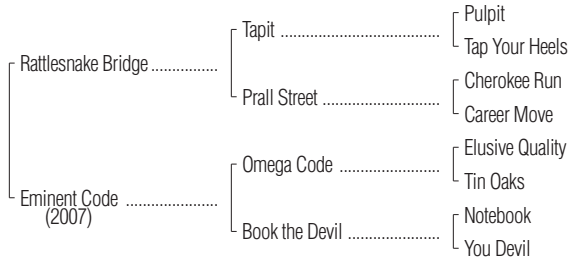 Pulpit
Tapit ....................................
Tap Your Heels
Rattlesnake Bridge ...............
Cherokee Run
Prall Street ...........................
Career Move
Elusive Quality
Omega Code .......................
Tin Oaks
Eminent Code .....................
(2007)
Notebook
Book the Devil .....................
You Devil